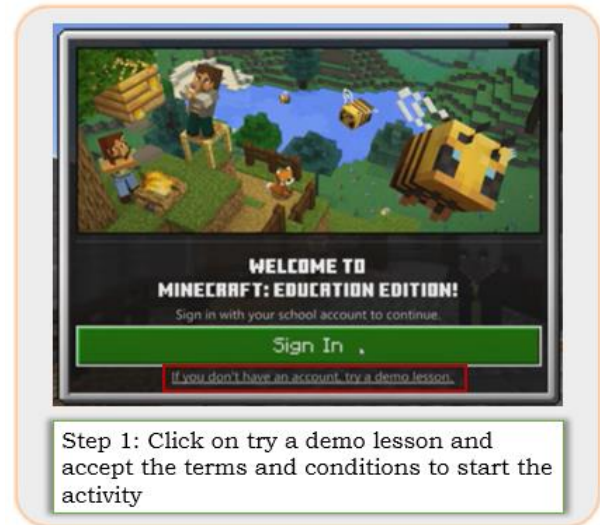 WELCOME TO
MINECRAFT: EDUCATION EDITION!
Sign in with your school account to continue.
Sign In
If you don't have an account, try a demo lesson.
Step 1: Click on try a demo lesson and
accept the terms and conditions to start the
activity